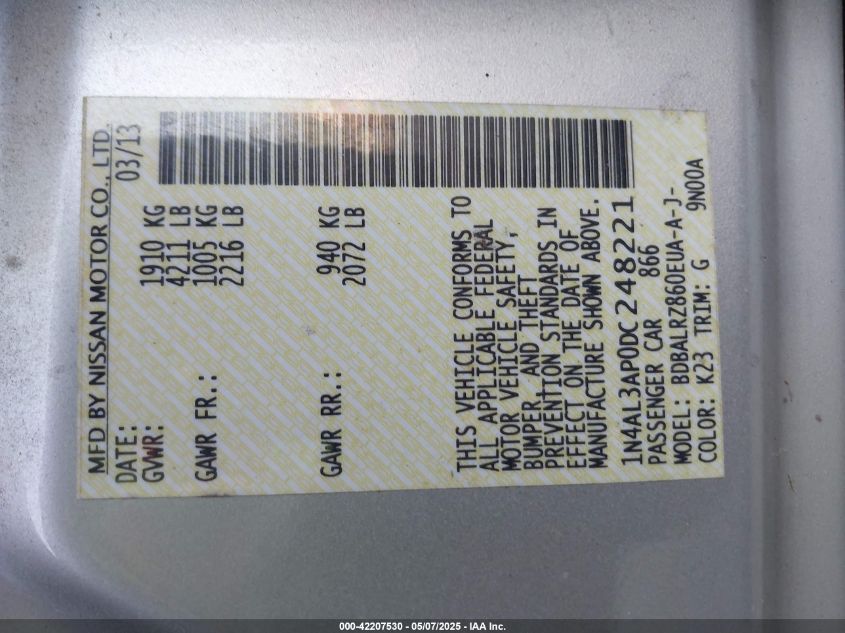 MFD BY NISSAN MOTOR CO., LTD.
DATE: 03/13
GVWR: 1910 KG
4211 LB
GAWR FR.: 1005 KG
2216 LB
GAWR RR.: 940 KG
2072 LB
THIS VEHICLE CONFORMS TO
ALL APPLICABLE FEDERAL
MOTOR VEHICLE SAFETY,
BUMPER, AND THEFT
PREVENTION STANDARDS IN
EFFECT ON THE DATE OF
MANUFACTURE SHOWN ABOVE.
1N4AL3AP0DC248221
PASSENGER CAR 866
MODEL: BDBALRZ860EUA-A-J-
COLOR: K23 TRIM: G 9N00A
000-42207530 - 05/07/2025 - IAA Inc.